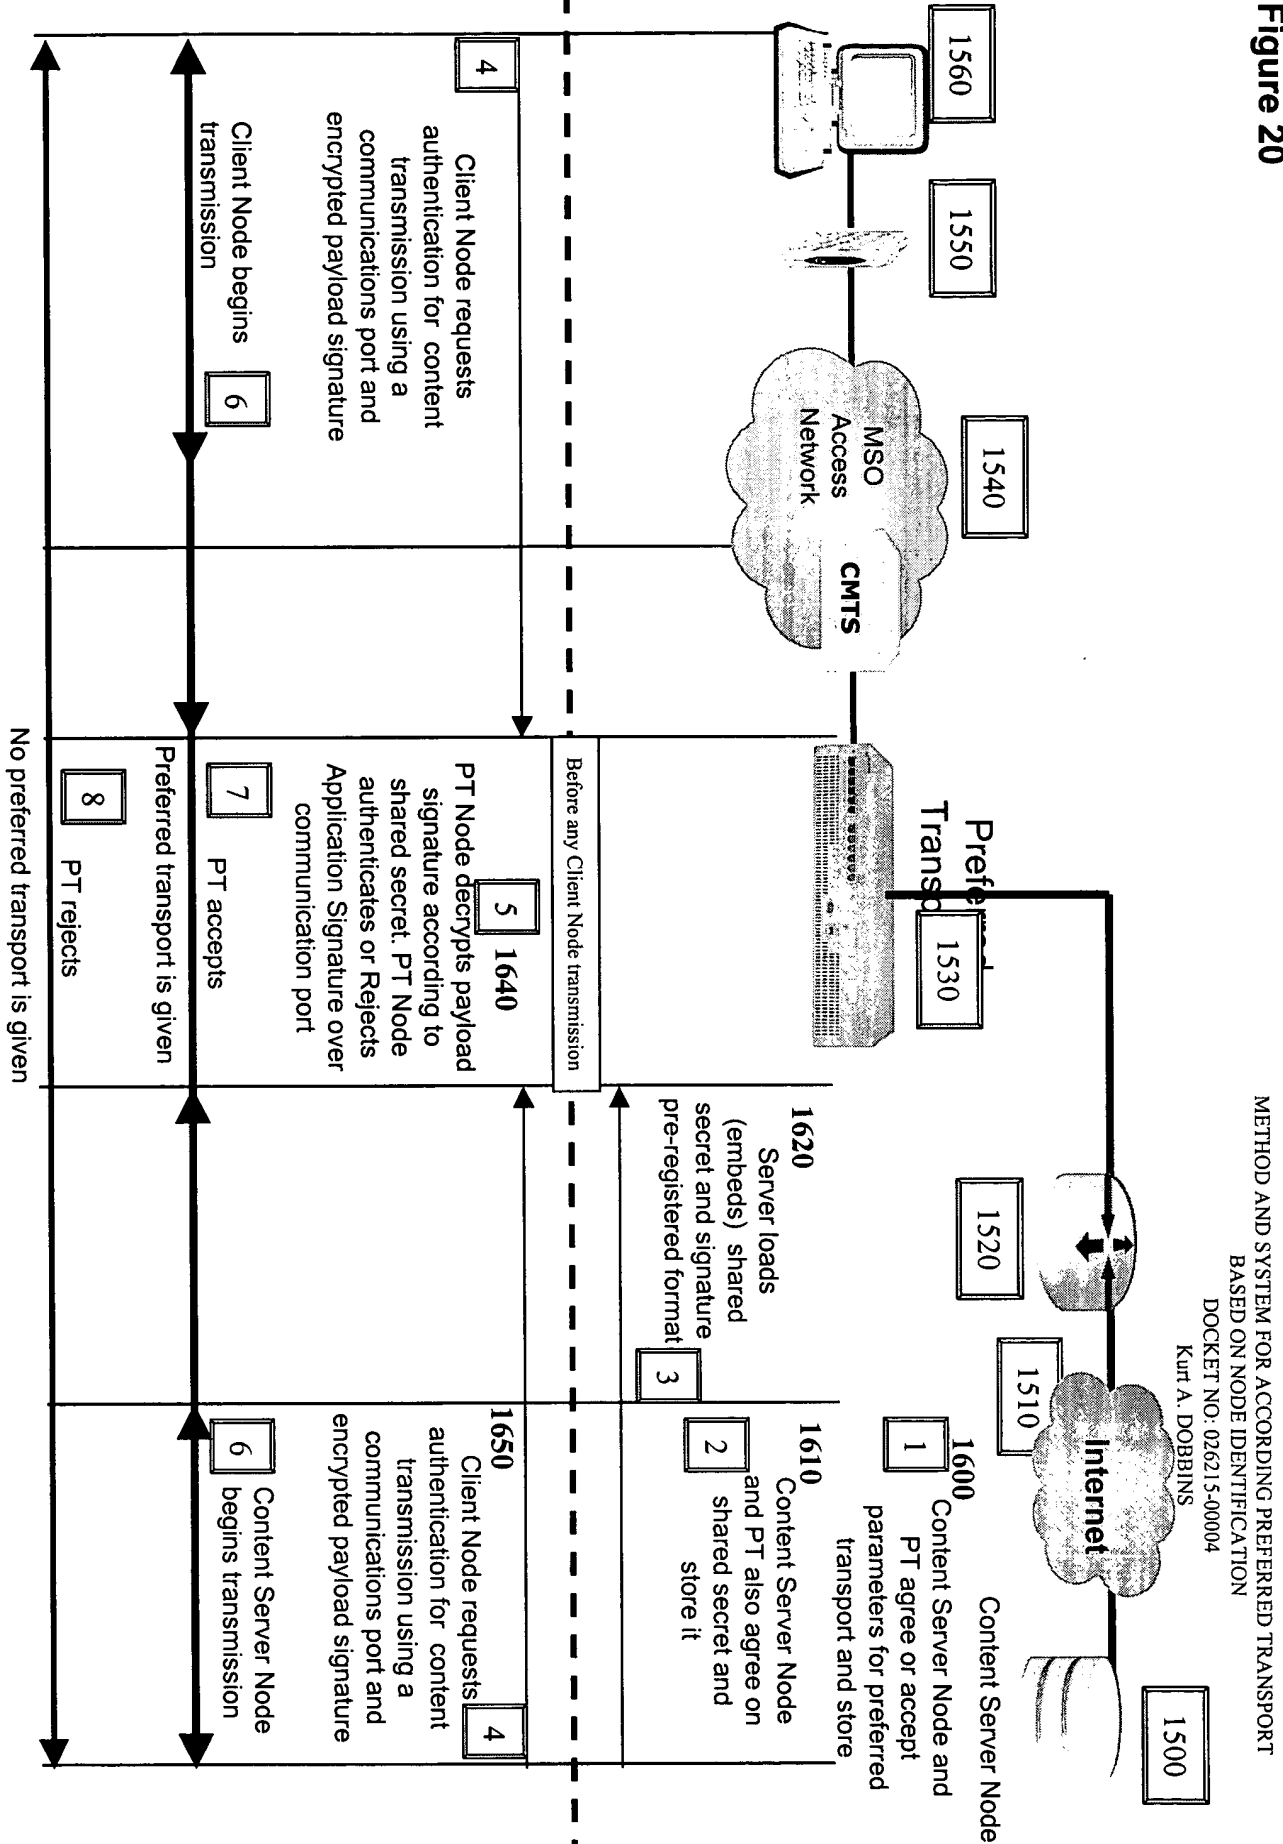 Figure 20
METHOD AND SYSTEM FOR ACCORDING PREFERRED TRANSPORT
BASED ON NODE IDENTIFICATION
DOCKET NO: 026215-00004
Kurt A. DOBBINS
1560
1550
1540
MSO
Access
Network
CMTS
1530
1520
1510
Internet
1500
Content Server Node
1600
1
Content Server Node and
PT agree or accept
parameters for preferred
transport and store
1610
2
Content Server Node
and PT also agree on
shared secret and
store it
1620
Server loads
(embeds) shared
secret and signature
pre-registered format
3
Before any Client Node transmission
4
Client Node requests
authentication for content
transmission using a
communications port and
encrypted payload signature
5
1640
PT Node decrypts payload
signature according to
shared secret. PT Node
authenticates or Rejects
Application Signature over
communication port
1650
Client Node requests
authentication for content
transmission using a
communications port and
encrypted payload signature
4
Client Node begins
transmission
6
7
PT accepts
Preferred transport is given
6
Content Server Node
begins transmission
8
PT rejects
No preferred transport is given